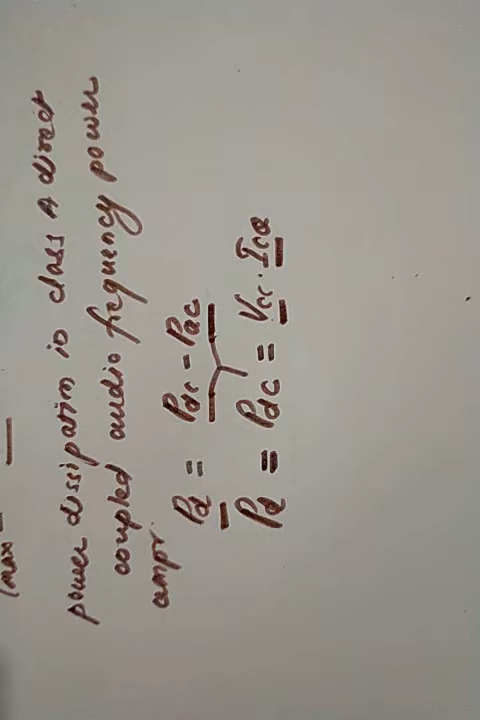 (max
power dissipation in class A direct
coupled audio frequency power
ampr.
Pd = Pdc - Pac
Pd = Pdc = Vcc . ICQ